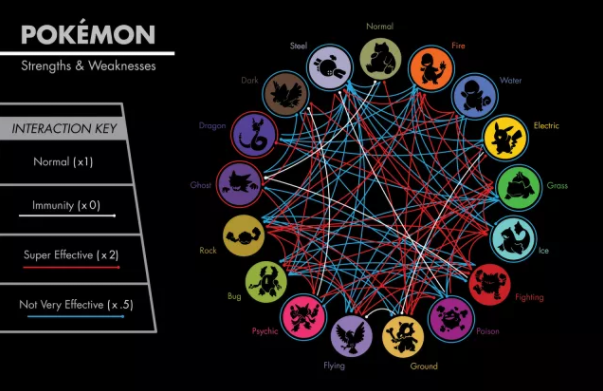 POKÉMON
Strengths & Weaknesses
INTERACTION KEY
Normal (x1)
Immunity (x 0)
Super Effective (x 2)
Not Very Effective (x .5)
Normal
Fire
Water
Electric
Grass
Ice
Fighting
Poison
Ground
Flying
Psychic
Bug
Rock
Ghost
Dragon
Dark
Steel